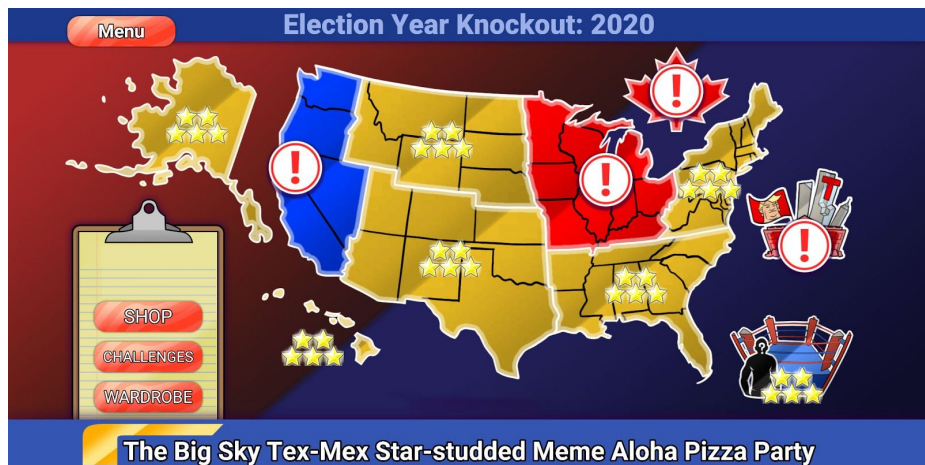 Menu
Election Year Knockout: 2020
!
!
!
T
!
SHOP
CHALLENGES
WARDROBE
The Big Sky Tex-Mex Star-studded Meme Aloha Pizza Party